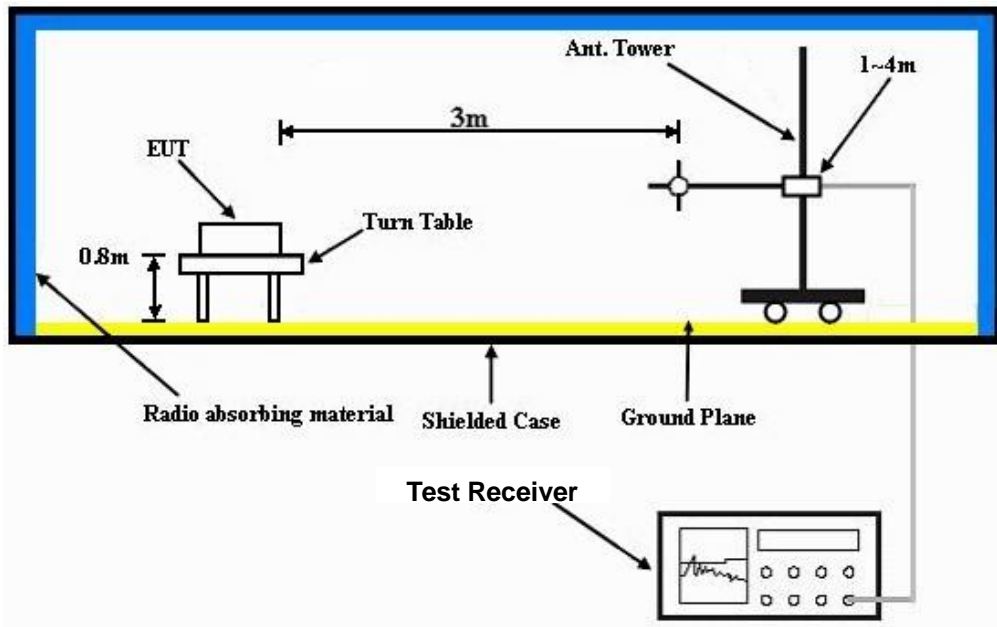 Ant. Tower
1~4m
3m
EUT
Turn Table
0.8m
Radio absorbing material
Shielded Case
Ground Plane
Test Receiver